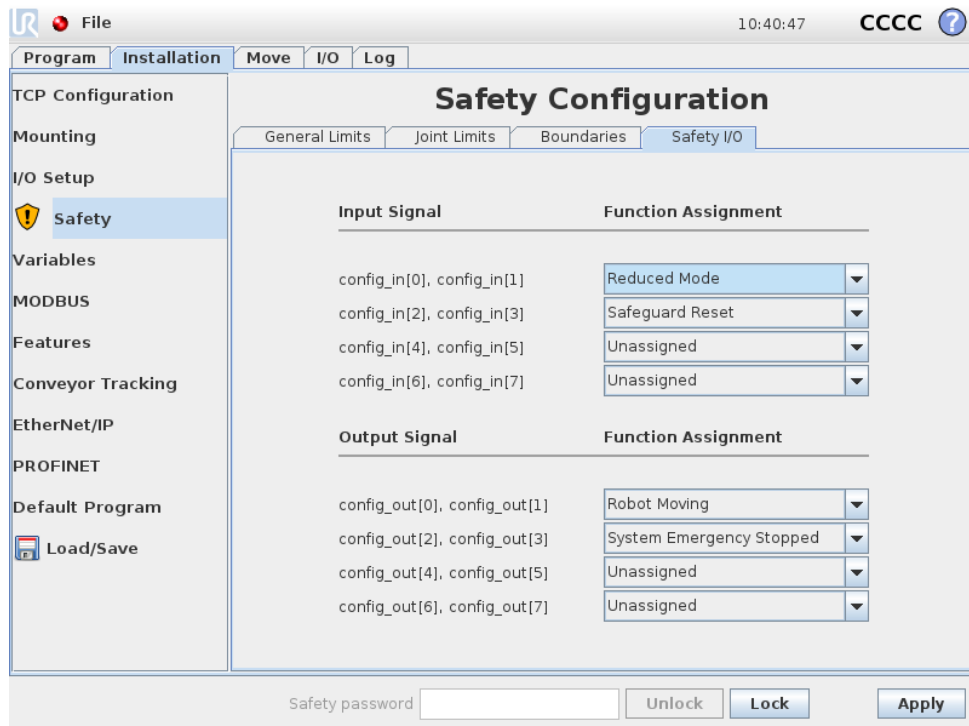 UR File 10:40:47 CCCC ?
Program Installation Move I/O Log
TCP Configuration
Mounting
I/O Setup
Safety
Variables
MODBUS
Features
Conveyor Tracking
EtherNet/IP
PROFINET
Default Program
Load/Save
Safety Configuration
General Limits Joint Limits Boundaries Safety I/O
Input Signal Function Assignment
config_in[0], config_in[1] Reduced Mode
config_in[2], config_in[3] Safeguard Reset
config_in[4], config_in[5] Unassigned
config_in[6], config_in[7] Unassigned
Output Signal Function Assignment
config_out[0], config_out[1] Robot Moving
config_out[2], config_out[3] System Emergency Stopped
config_out[4], config_out[5] Unassigned
config_out[6], config_out[7] Unassigned
Safety password Unlock Lock Apply